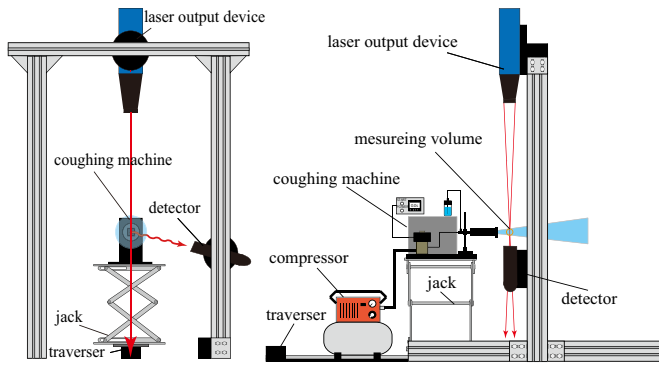 laser output device
coughing machine
detector
jack
traverser
laser output device
mesureing volume
coughing machine
compressor
jack
traverser
detector